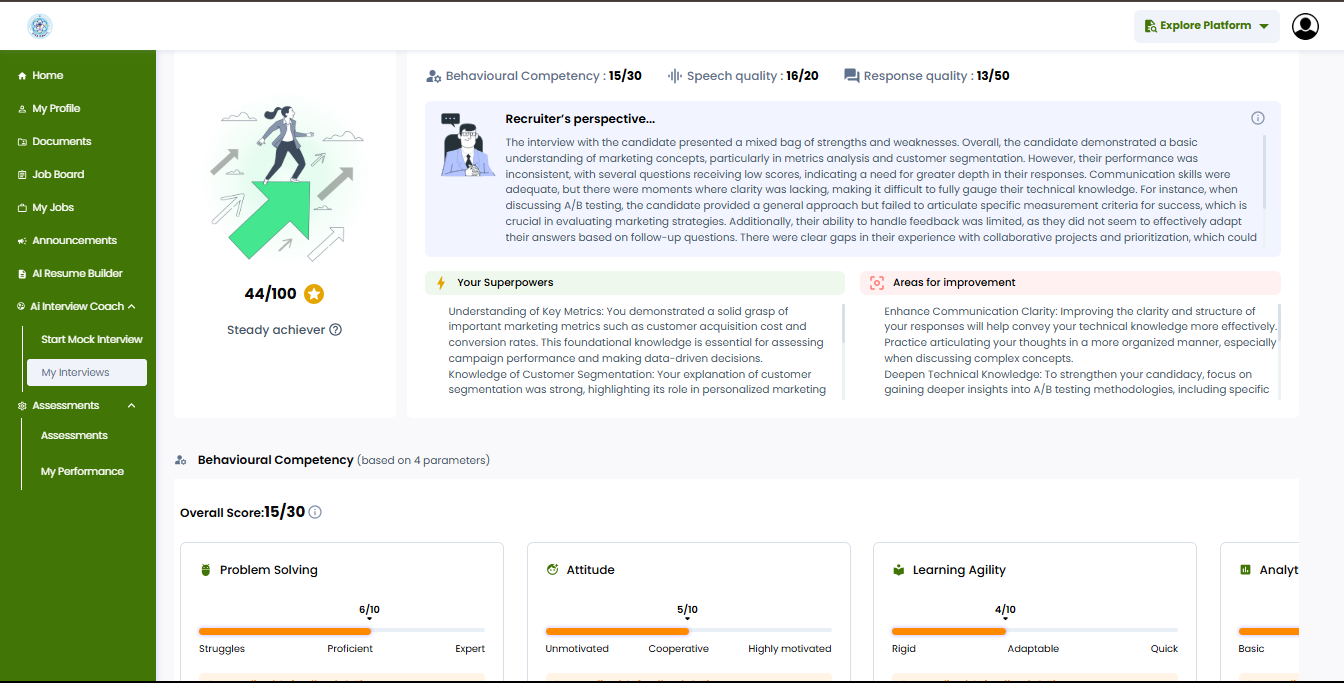 Explore Platform
Home
My Profile
Documents
Job Board
My Jobs
Announcements
AI Resume Builder
Ai Interview Coach
Start Mock Interview
My Interviews
Assessments
Assessments
My Performance
44/100
Steady achiever
Behavioural Competency : 15/30
Speech quality : 16/20
Response quality : 13/50
Recruiter's perspective...
The interview with the candidate presented a mixed bag of strengths and weaknesses. Overall, the candidate demonstrated a basic
understanding of marketing concepts, particularly in metrics analysis and customer segmentation. However, their performance was
inconsistent, with several questions receiving low scores, indicating a need for greater depth in their responses. Communication skills were
adequate, but there were moments where clarity was lacking, making it difficult to fully gauge their technical knowledge. For instance, when
discussing A/B testing, the candidate provided a general approach but failed to articulate specific measurement criteria for success, which is
crucial in evaluating marketing strategies. Additionally, their ability to handle feedback was limited, as they did not seem to effectively adapt
their answers based on follow-up questions. There were clear gaps in their experience with collaborative projects and prioritization, which could
Your Superpowers
Understanding of Key Metrics: You demonstrated a solid grasp of
important marketing metrics such as customer acquisition cost and
conversion rates. This foundational knowledge is essential for assessing
campaign performance and making data-driven decisions.
Knowledge of Customer Segmentation: Your explanation of customer
segmentation was strong, highlighting its role in personalized marketing
Areas for improvement
Enhance Communication Clarity: Improving the clarity and structure of
your responses will help convey your technical knowledge more effectively.
Practice articulating your thoughts in a more organized manner, especially
when discussing complex concepts.
Deepen Technical Knowledge: To strengthen your candidacy, focus on
gaining deeper insights into A/B testing methodologies, including specific
Behavioural Competency (based on 4 parameters)
Overall Score:15/30
Problem Solving
6/10
Struggles Proficient Expert
Attitude
5/10
Unmotivated Cooperative Highly motivated
Learning Agility
4/10
Rigid Adaptable Quick
Analyt
Basic